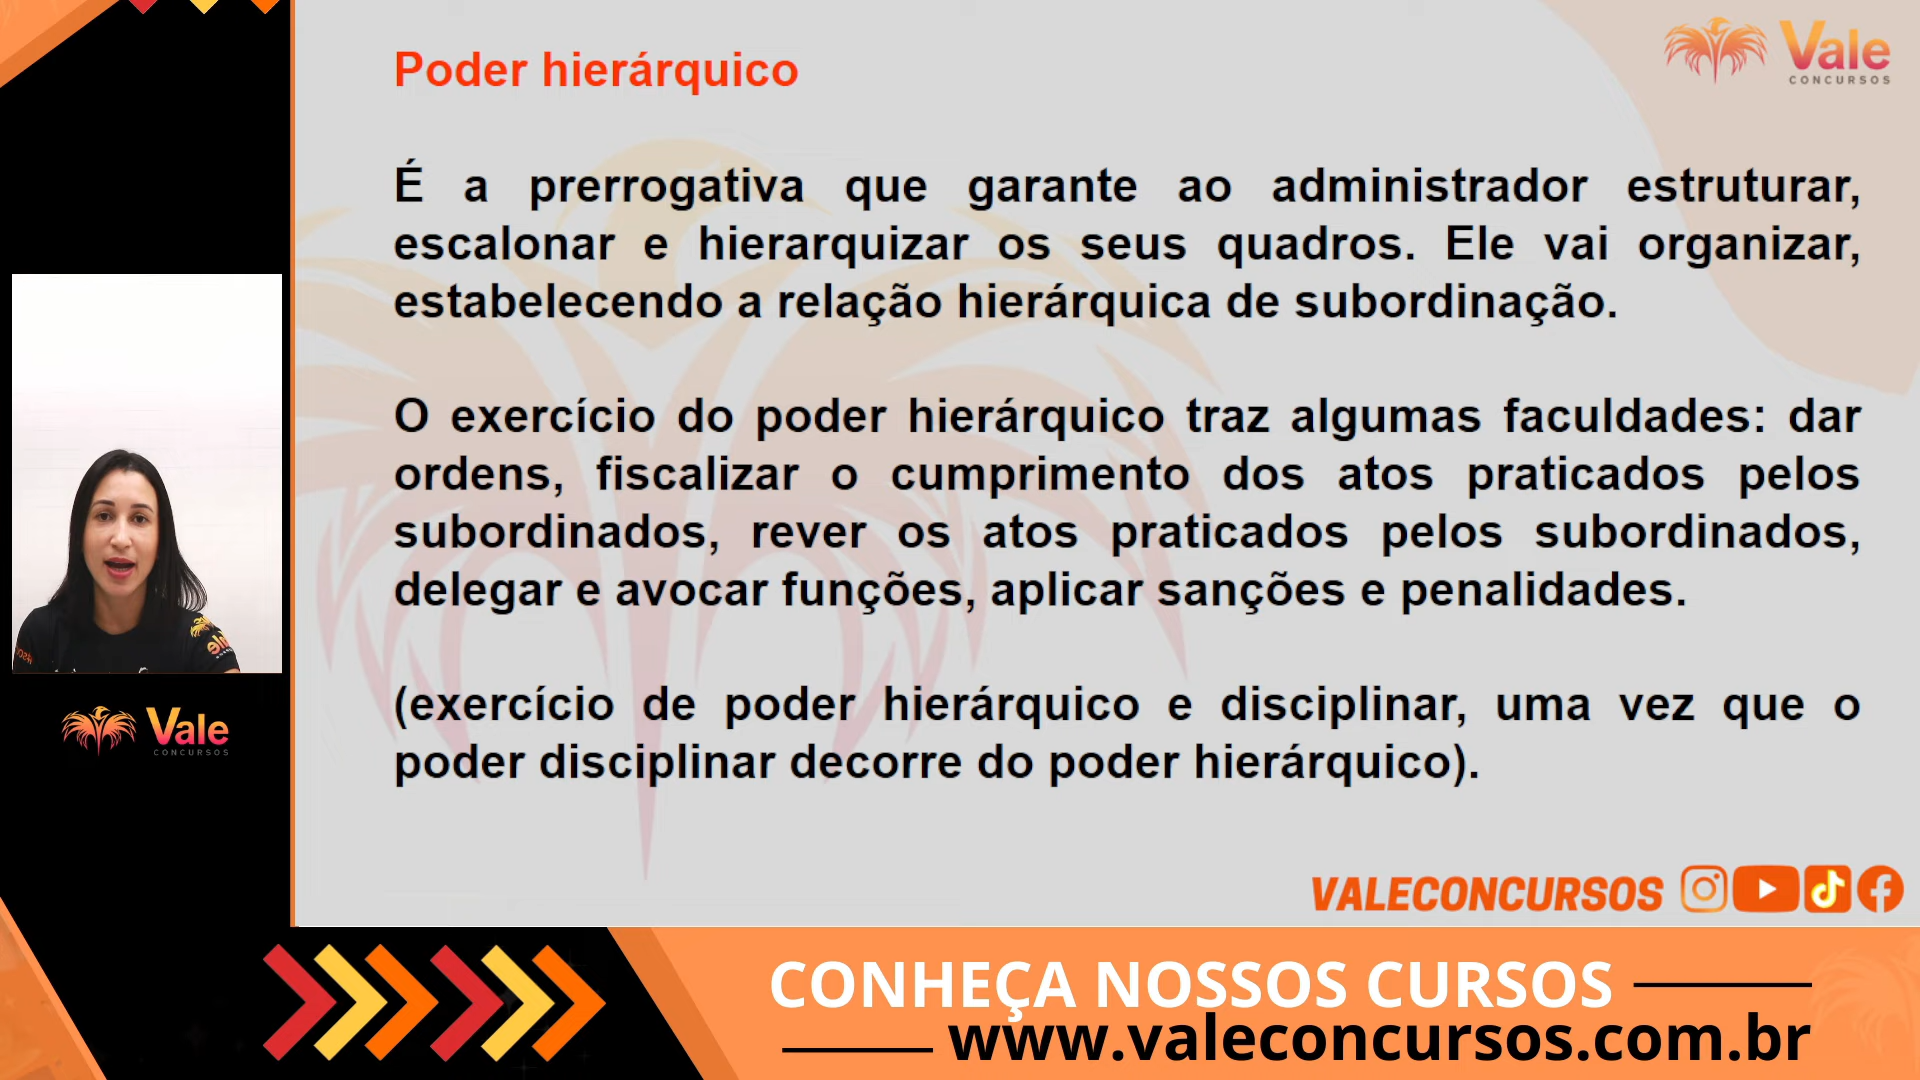 Poder hierárquico
Vale
CONCURSOS
É a prerrogativa que garante ao administrador estruturar,
escalonar e hierarquizar os seus quadros. Ele vai organizar,
estabelecendo a relação hierárquica de subordinação.
O exercício do poder hierárquico traz algumas faculdades: dar
ordens, fiscalizar o cumprimento dos atos praticados pelos
subordinados, rever os atos praticados pelos subordinados,
delegar e avocar funções, aplicar sanções e penalidades.
(exercício de poder hierárquico e disciplinar, uma vez que o
poder disciplinar decorre do poder hierárquico).
Vale
CONCURSOS
VALECONCURSOS
CONHEÇA NOSSOS CURSOS
www.valeconcursos.com.br